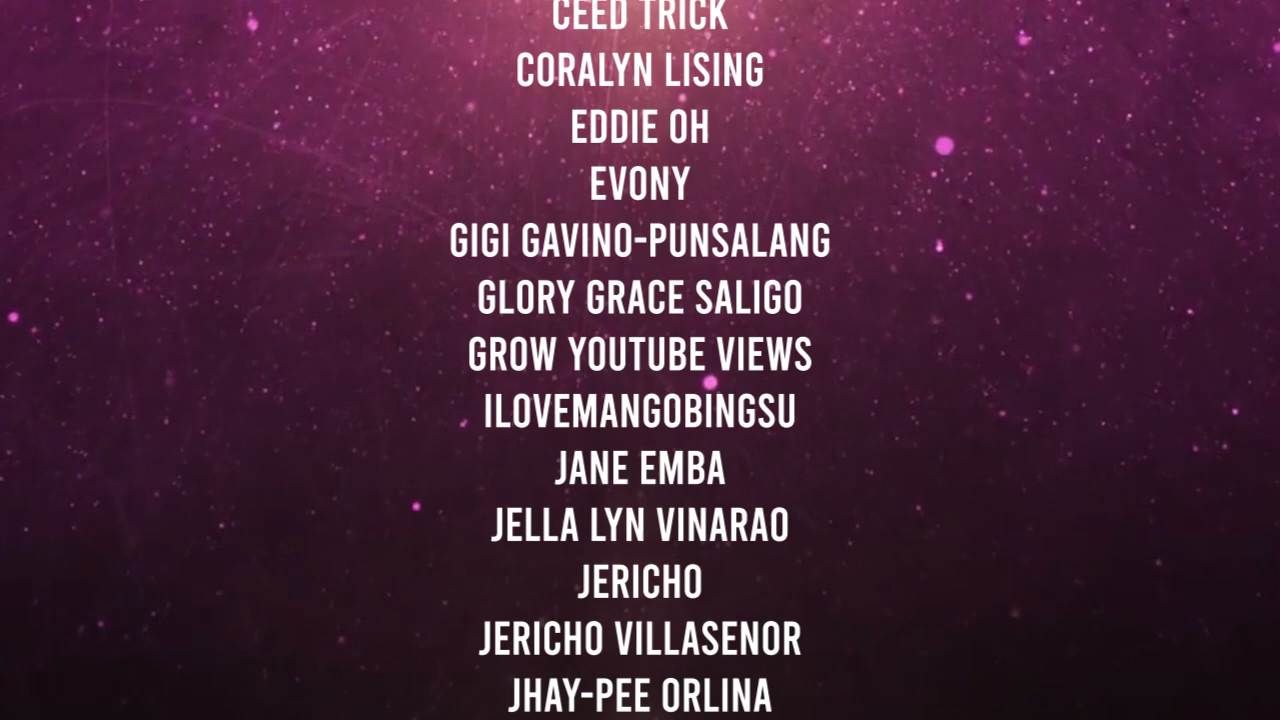 CEED TRICK
CORALYN LISING
EDDIE OH
EVONY
GIGI GAVINO-PUNSALANG
GLORY GRACE SALIGO
GROW YOUTUBE VIEWS
ILOVEMANGOBINGSU
JANE EMBA
JELLA LYN VINARAO
JERICHO
JERICHO VILLASENOR
JHAY-PEE ORLINA